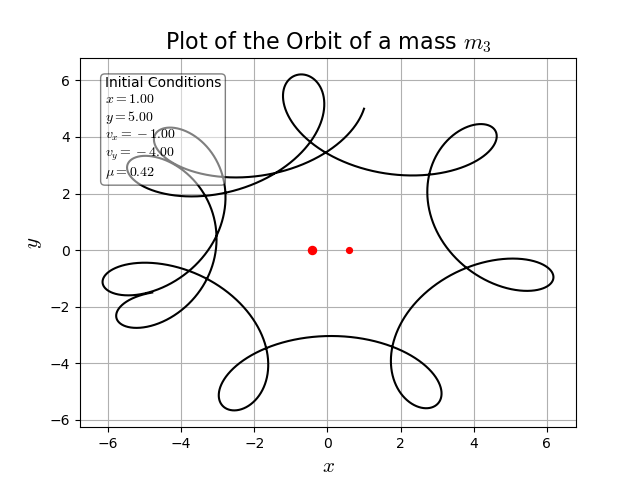 Plot of the Orbit of a mass m₃
Initial Conditions
x = 1.00
y = 5.00
vₓ = −1.00
v_y = −4.00
μ = 0.42
6
4
2
0
−2
−4
−6
y
−6 −4 −2 0 2 4 6
x